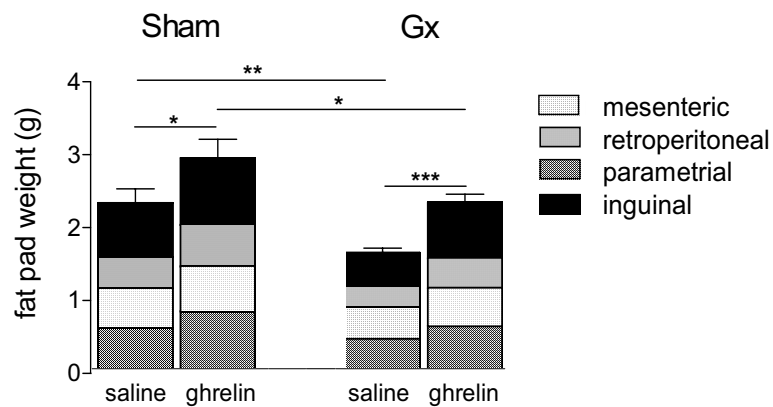 Sham Gx
**
*
*
***
fat pad weight (g)
4
3
2
1
0
saline ghrelin saline ghrelin
mesenteric
retroperitoneal
parametrial
inguinal